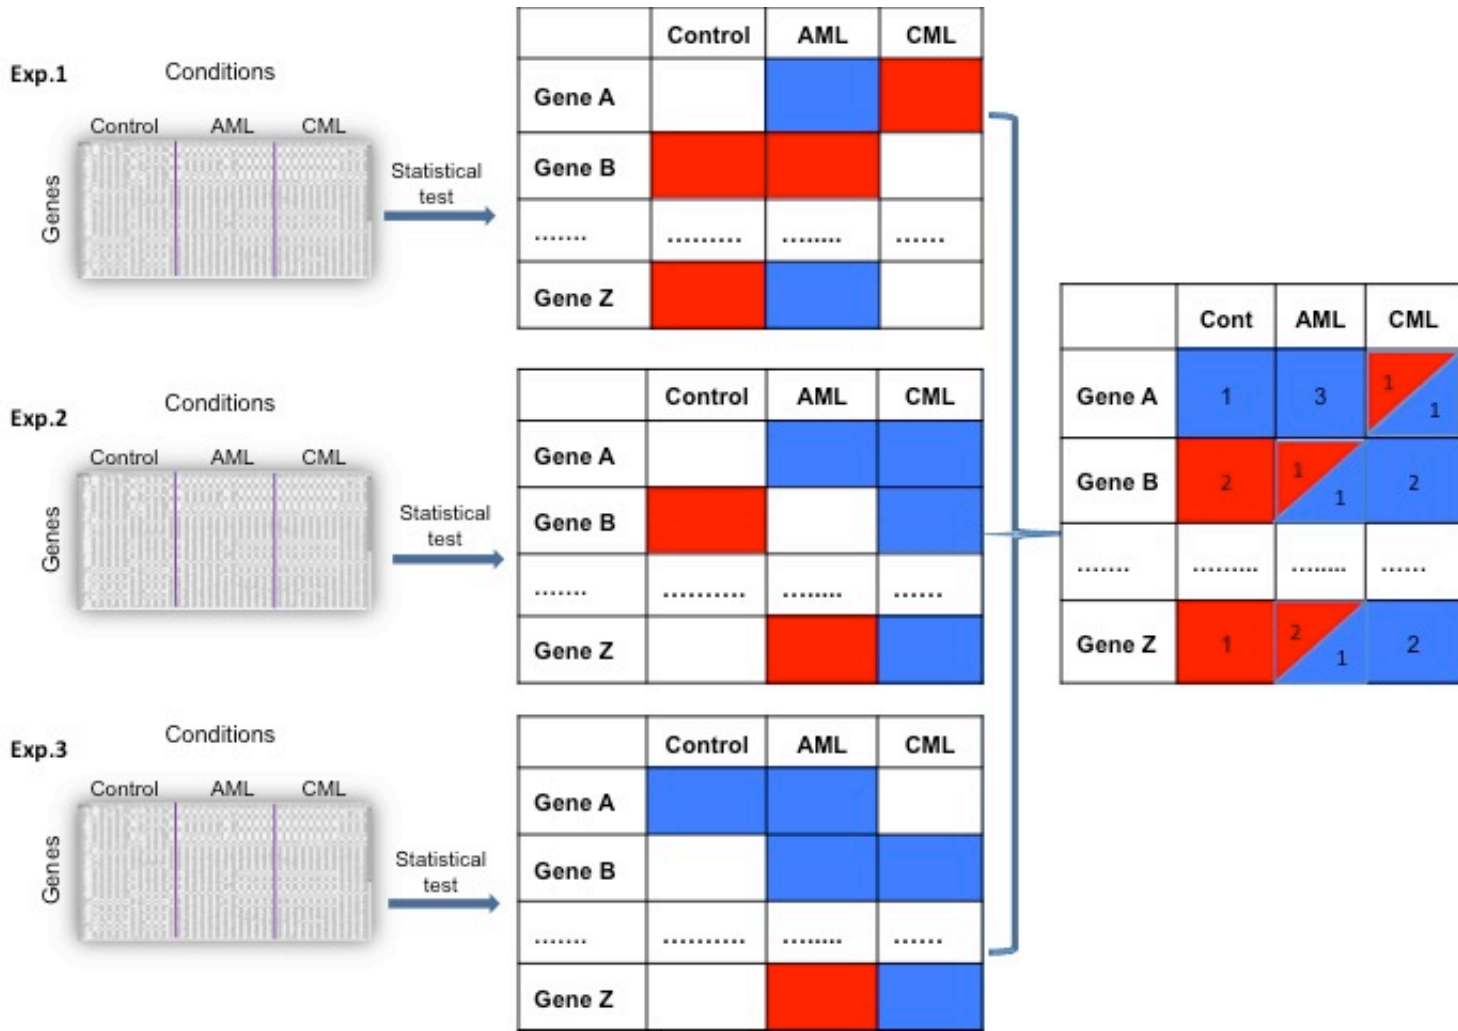 Exp.1
Conditions
Control AML CML
Genes
Statistical
test
Control AML CML
Gene A
Gene B
....... ......... ........ ......
Gene Z
Exp.2
Conditions
Control AML CML
Genes
Statistical
test
Control AML CML
Gene A
Gene B
....... .......... ........ ......
Gene Z
Exp.3
Conditions
Control AML CML
Genes
Statistical
test
Control AML CML
Gene A
Gene B
....... .......... ........ ......
Gene Z
Cont AML CML
Gene A 1 3 1 1
Gene B 2 1 1 2
....... ......... ........ ......
Gene Z 1 2 1 2